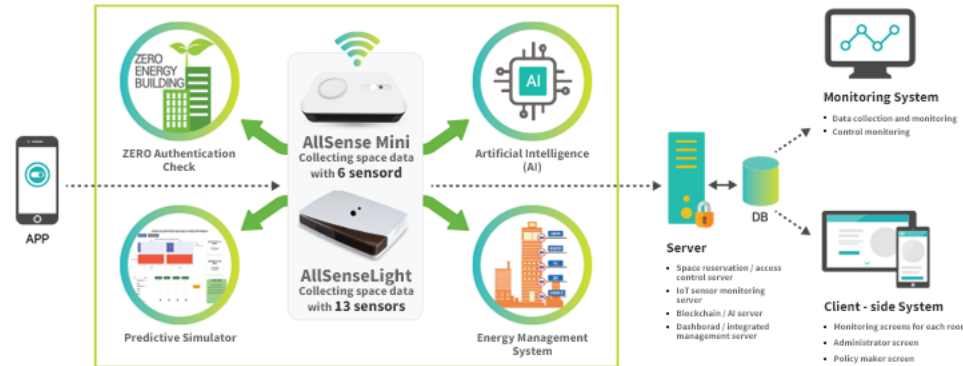 APP
ZERO
ENERGY
BUILDING
ZERO Authentication
Check
Predictive Simulator
AllSense Mini
Collecting space data
with 6 sensord
AllSenseLight
Collecting space data
with 13 sensors
AI
Artificial Intelligence
(AI)
Energy Management
System
Server
▪ Space reservation / access
control server
▪ IoT sensor monitoring
server
▪ Blockchain / AI server
▪ Dashborad / integrated
management server
DB
Monitoring System
▪ Data collection and monitoring
▪ Control monitoring
Client - side System
▪ Monitoring screens for each room
▪ Administrator screen
▪ Policy maker screen